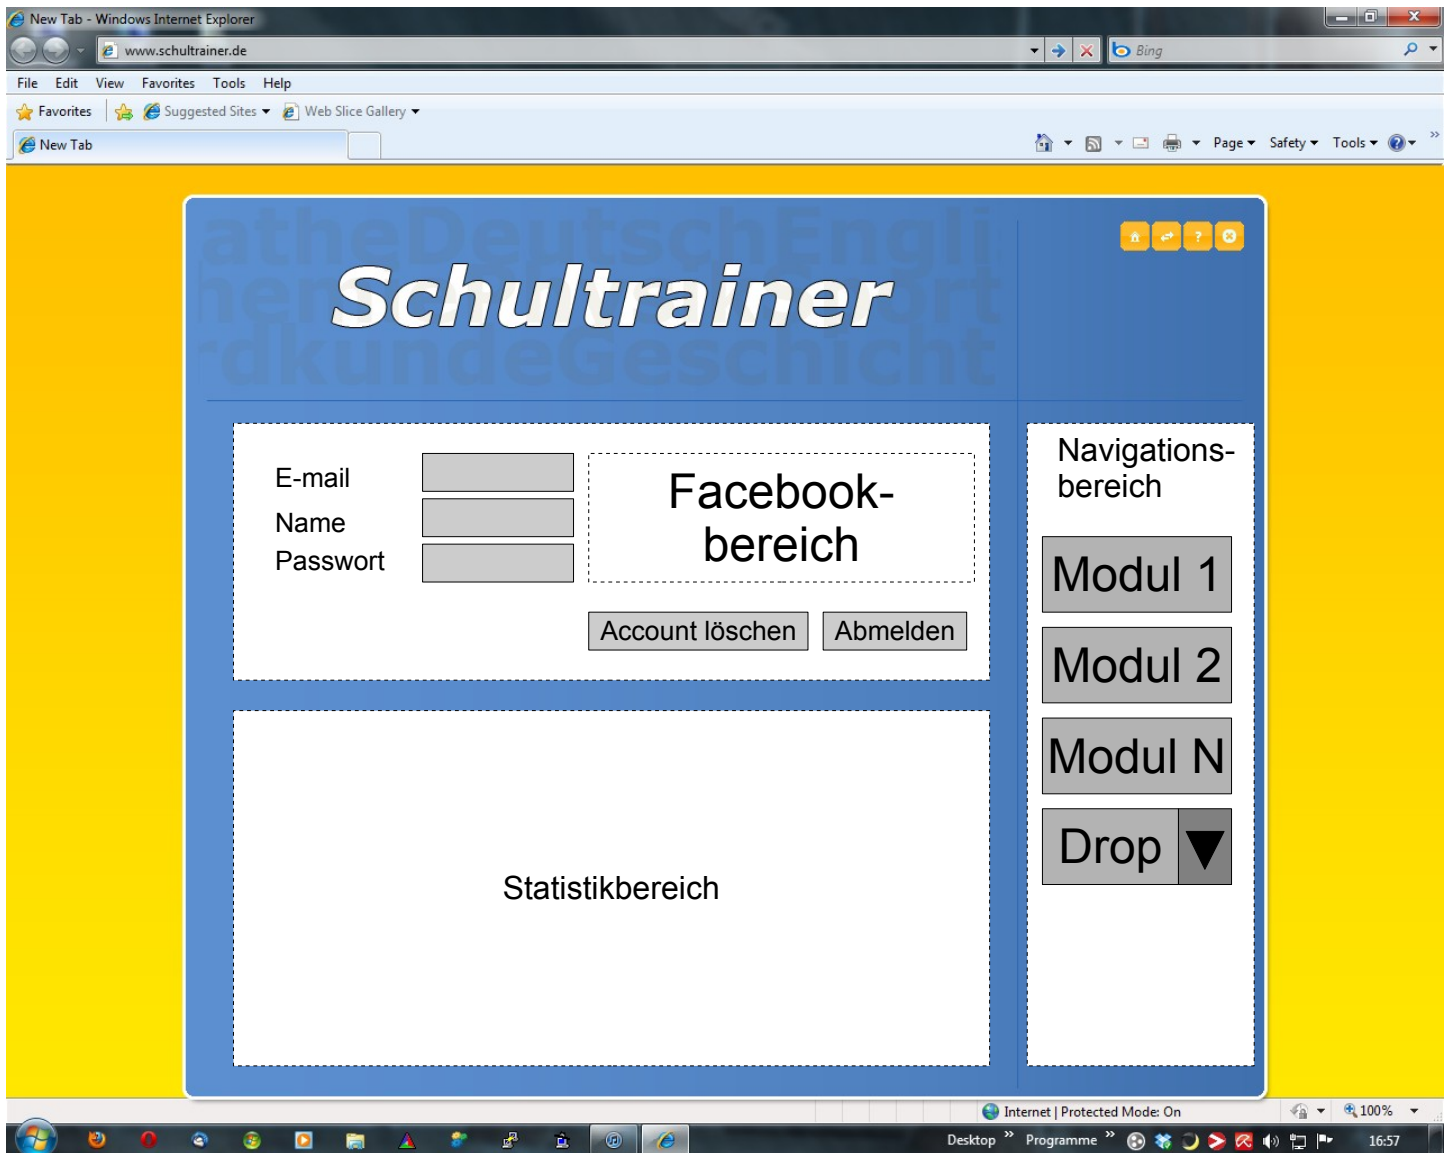 New Tab - Windows Internet Explorer
www.schultrainer.de
Bing
File Edit View Favorites Tools Help
Favorites Suggested Sites Web Slice Gallery
New Tab
Page Safety Tools
atheDeutschEngli
Schultrainer
rdkundeGeschicht
E-mail
Name
Passwort
Facebook-
bereich
Account löschen Abmelden
Statistikbereich
Navigations-
bereich
Modul 1
Modul 2
Modul N
Drop
Internet | Protected Mode: On
100%
Desktop Programme
16:57